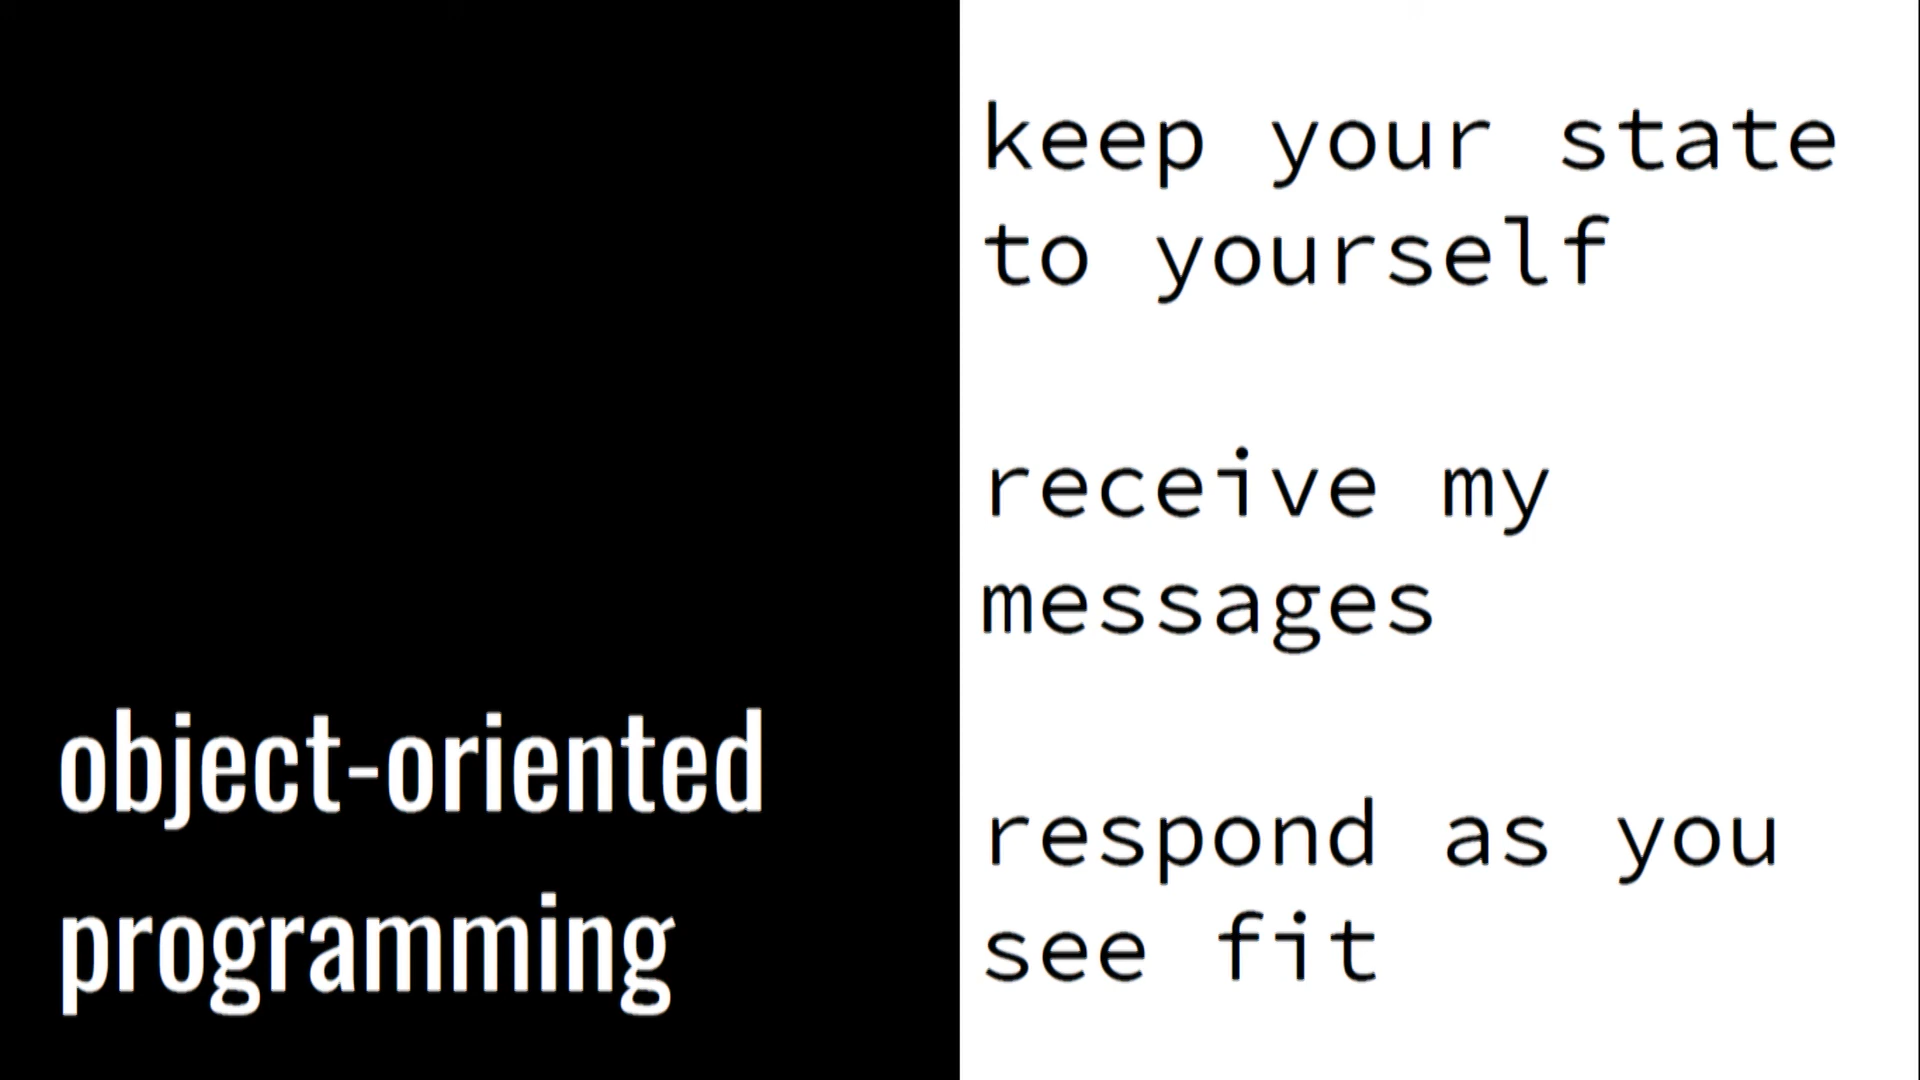 object-oriented
programming
keep your state
to yourself
receive my
messages
respond as you
see fit